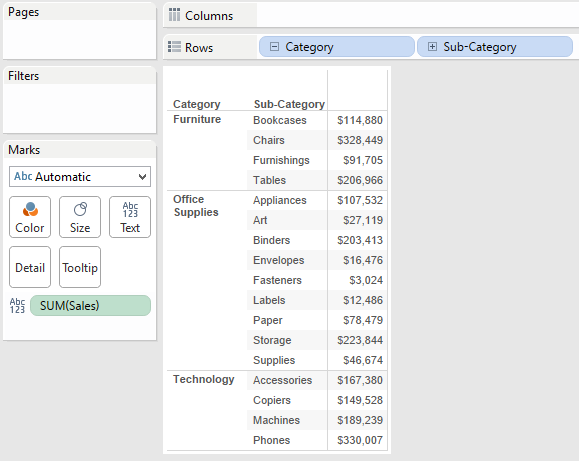 Pages
Columns
Rows
Category
Sub-Category
Filters
Marks
Abc Automatic
Color
Size
Abc
123
Text
Detail
Tooltip
Abc
123
SUM(Sales)
Category Sub-Category
Furniture Bookcases $114,880
Chairs $328,449
Furnishings $91,705
Tables $206,966
Office Supplies Appliances $107,532
Art $27,119
Binders $203,413
Envelopes $16,476
Fasteners $3,024
Labels $12,486
Paper $78,479
Storage $223,844
Supplies $46,674
Technology Accessories $167,380
Copiers $149,528
Machines $189,239
Phones $330,007